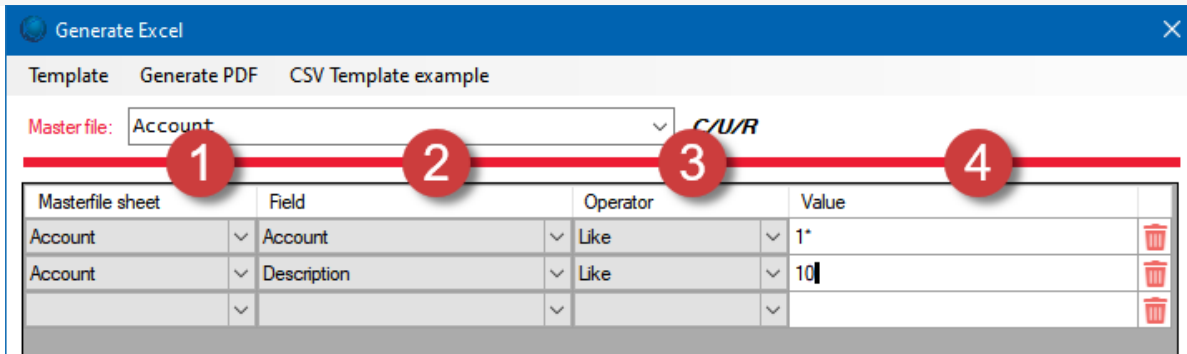 Generate Excel
Template Generate PDF CSV Template example
Master file: Account C/U/R
1 2 3 4
Masterfile sheet Field Operator Value
Account Account Like 1*
Account Description Like 10